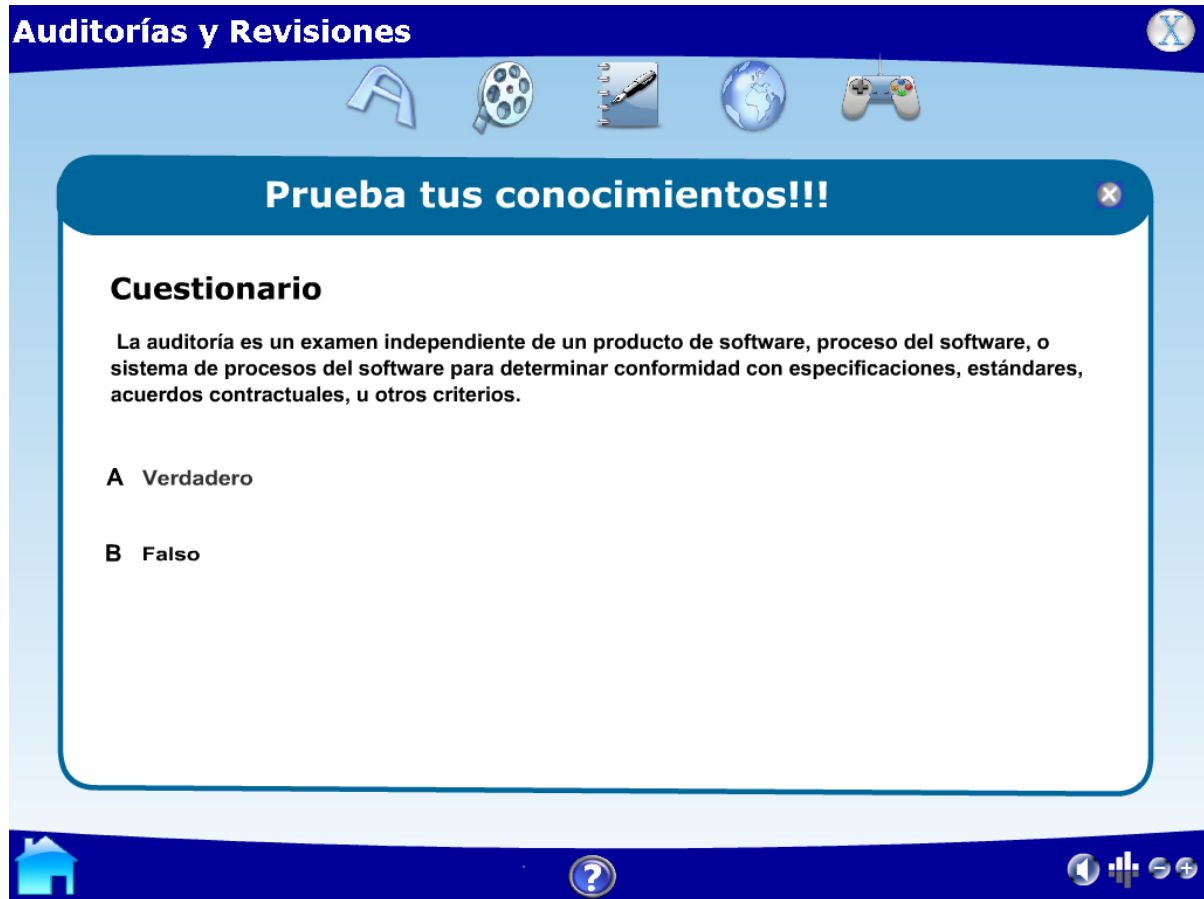 Auditorías y Revisiones
X
A
Prueba tus conocimientos!!!
Cuestionario
La auditoría es un examen independiente de un producto de software, proceso del software, o
sistema de procesos del software para determinar conformidad con especificaciones, estándares,
acuerdos contractuales, u otros criterios.
A Verdadero
B Falso
?